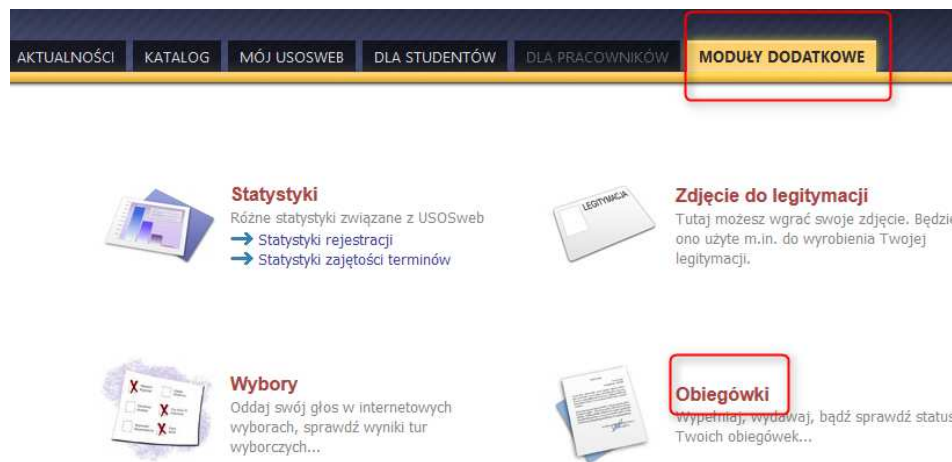 AKTUALNOŚCI KATALOG MÓJ USOSWEB DLA STUDENTÓW DLA PRACOWNIKÓW MODUŁY DODATKOWE
Statystyki
Różne statystyki związane z USOSweb
Statystyki rejestracji
Statystyki zajętości terminów
LEGITYMACJA
Zdjęcie do legitymacji
Tutaj możesz wgrać swoje zdjęcie. Będzie
ono użyte m.in. do wyrobienia Twojej
legitymacji.
Wybory
Oddaj swój głos w internetowych
wyborach, sprawdź wyniki tur
wyborczych...
Obiegówki
Wypełniaj, wydawaj, bądź sprawdź status
Twoich obiegówek...